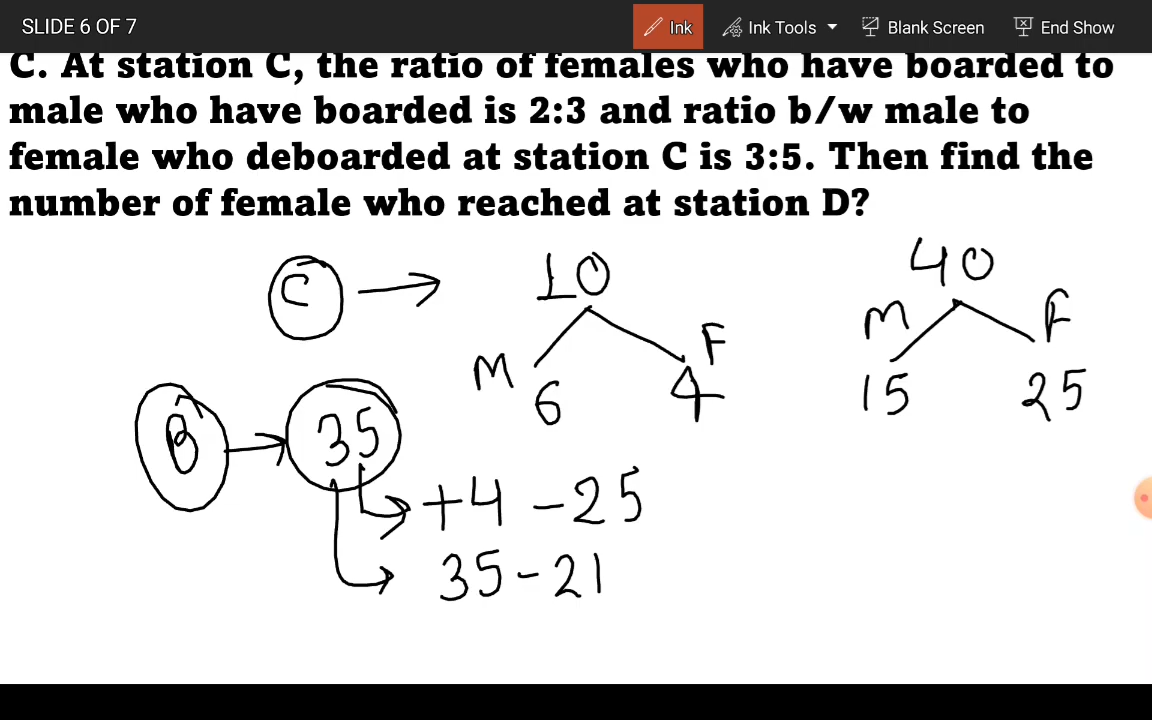 SLIDE 6 OF 7
Ink
Ink Tools
Blank Screen
End Show
C. At station C, the ratio of females who have boarded to
male who have boarded is 2:3 and ratio b/w male to
female who deboarded at station C is 3:5. Then find the
number of female who reached at station D?
C → 10 40
M F M F
6 4 15 25
B → 35
+4 -25
35-21